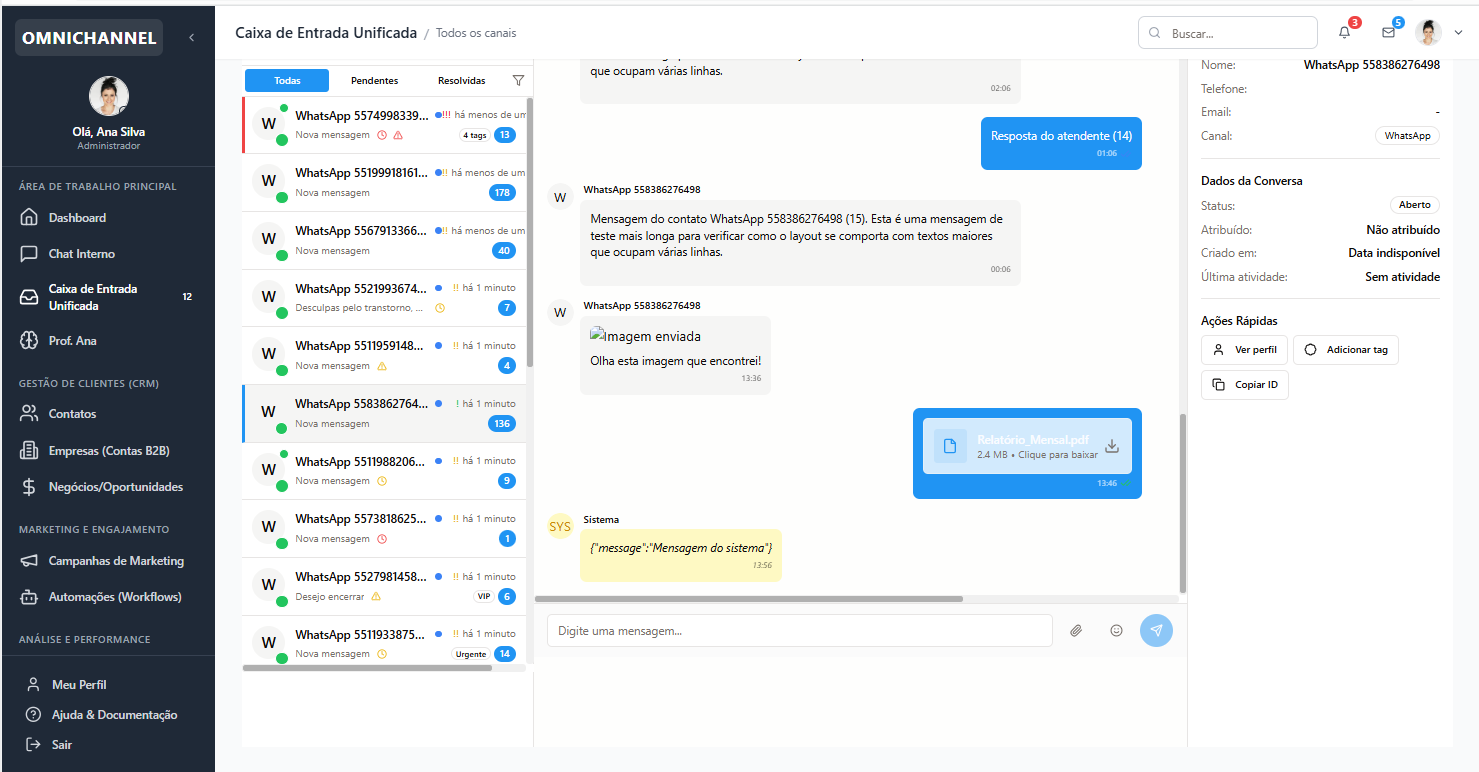 OMNICHANNEL
Olá, Ana Silva
Administrador
ÁREA DE TRABALHO PRINCIPAL
Dashboard
Chat Interno
Caixa de Entrada
Unificada
12
Prof. Ana
GESTÃO DE CLIENTES (CRM)
Contatos
Empresas (Contas B2B)
Negócios/Oportunidades
MARKETING E ENGAJAMENTO
Campanhas de Marketing
Automações (Workflows)
ANÁLISE E PERFORMANCE
Meu Perfil
Ajuda & Documentação
Sair
Caixa de Entrada Unificada / Todos os canais
Buscar...
3
5
Todas Pendentes Resolvidas
W
WhatsApp 5574998339... !!! há menos de um
Nova mensagem 4 tags 13
W
WhatsApp 55199918161... !! há menos de um
Nova mensagem 178
W
WhatsApp 5567913366... !! há menos de um
Nova mensagem 40
W
WhatsApp 5521993674... !! há 1 minuto
Desculpas pelo transtorno, ... 7
W
WhatsApp 5511959148... !! há 1 minuto
Nova mensagem 4
W
WhatsApp 5583862764... ! há 1 minuto
Nova mensagem 136
W
WhatsApp 5511988206... !! há 1 minuto
Nova mensagem 9
W
WhatsApp 5573818625... !! há 1 minuto
Nova mensagem 1
W
WhatsApp 5527981458... !! há 1 minuto
Desejo encerrar VIP 6
W
WhatsApp 5511933875... !! há 1 minuto
Nova mensagem Urgente 14
que ocupam várias linhas.
02:06
Resposta do atendente (14)
01:06
W
WhatsApp 558386276498
Mensagem do contato WhatsApp 558386276498 (15). Esta é uma mensagem de
teste mais longa para verificar como o layout se comporta com textos maiores
que ocupam várias linhas.
00:06
W
WhatsApp 558386276498
Imagem enviada
Olha esta imagem que encontrei!
13:36
Relatório_Mensal.pdf
2.4 MB • Clique para baixar
13:46
SYS
Sistema
{"message":"Mensagem do sistema"}
13:56
Digite uma mensagem...
Nome: WhatsApp 558386276498
Telefone:
Email: -
Canal: WhatsApp
Dados da Conversa
Status: Aberto
Atribuído: Não atribuído
Criado em: Data indisponível
Última atividade: Sem atividade
Ações Rápidas
Ver perfil
Adicionar tag
Copiar ID